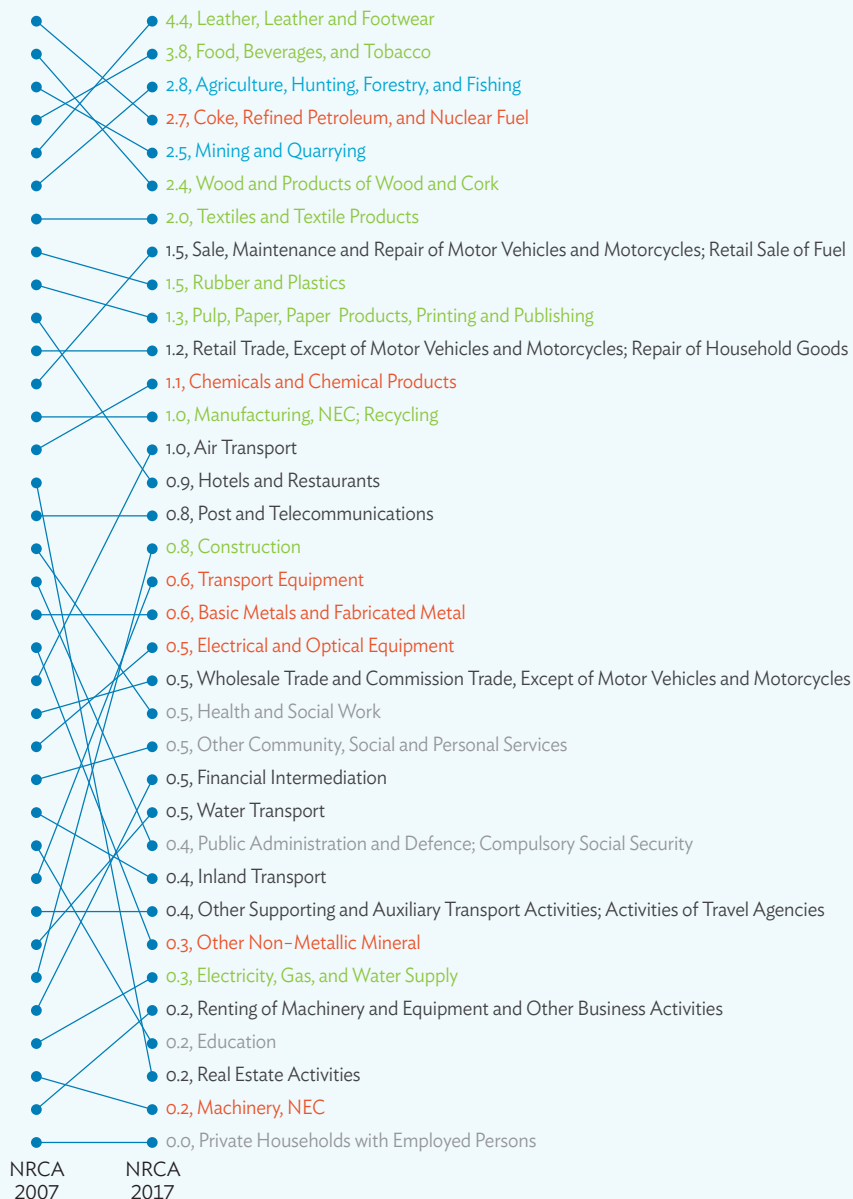 4.4, Leather, Leather and Footwear
3.8, Food, Beverages, and Tobacco
2.8, Agriculture, Hunting, Forestry, and Fishing
2.7, Coke, Refined Petroleum, and Nuclear Fuel
2.5, Mining and Quarrying
2.4, Wood and Products of Wood and Cork
2.0, Textiles and Textile Products
1.5, Sale, Maintenance and Repair of Motor Vehicles and Motorcycles; Retail Sale of Fuel
1.5, Rubber and Plastics
1.3, Pulp, Paper, Paper Products, Printing and Publishing
1.2, Retail Trade, Except of Motor Vehicles and Motorcycles; Repair of Household Goods
1.1, Chemicals and Chemical Products
1.0, Manufacturing, NEC; Recycling
1.0, Air Transport
0.9, Hotels and Restaurants
0.8, Post and Telecommunications
0.8, Construction
0.6, Transport Equipment
0.6, Basic Metals and Fabricated Metal
0.5, Electrical and Optical Equipment
0.5, Wholesale Trade and Commission Trade, Except of Motor Vehicles and Motorcycles
0.5, Health and Social Work
0.5, Other Community, Social and Personal Services
0.5, Financial Intermediation
0.5, Water Transport
0.4, Public Administration and Defence; Compulsory Social Security
0.4, Inland Transport
0.4, Other Supporting and Auxiliary Transport Activities; Activities of Travel Agencies
0.3, Other Non-Metallic Mineral
0.3, Electricity, Gas, and Water Supply
0.2, Renting of Machinery and Equipment and Other Business Activities
0.2, Education
0.2, Real Estate Activities
0.2, Machinery, NEC
0.0, Private Households with Employed Persons
NRCA NRCA
2007 2017